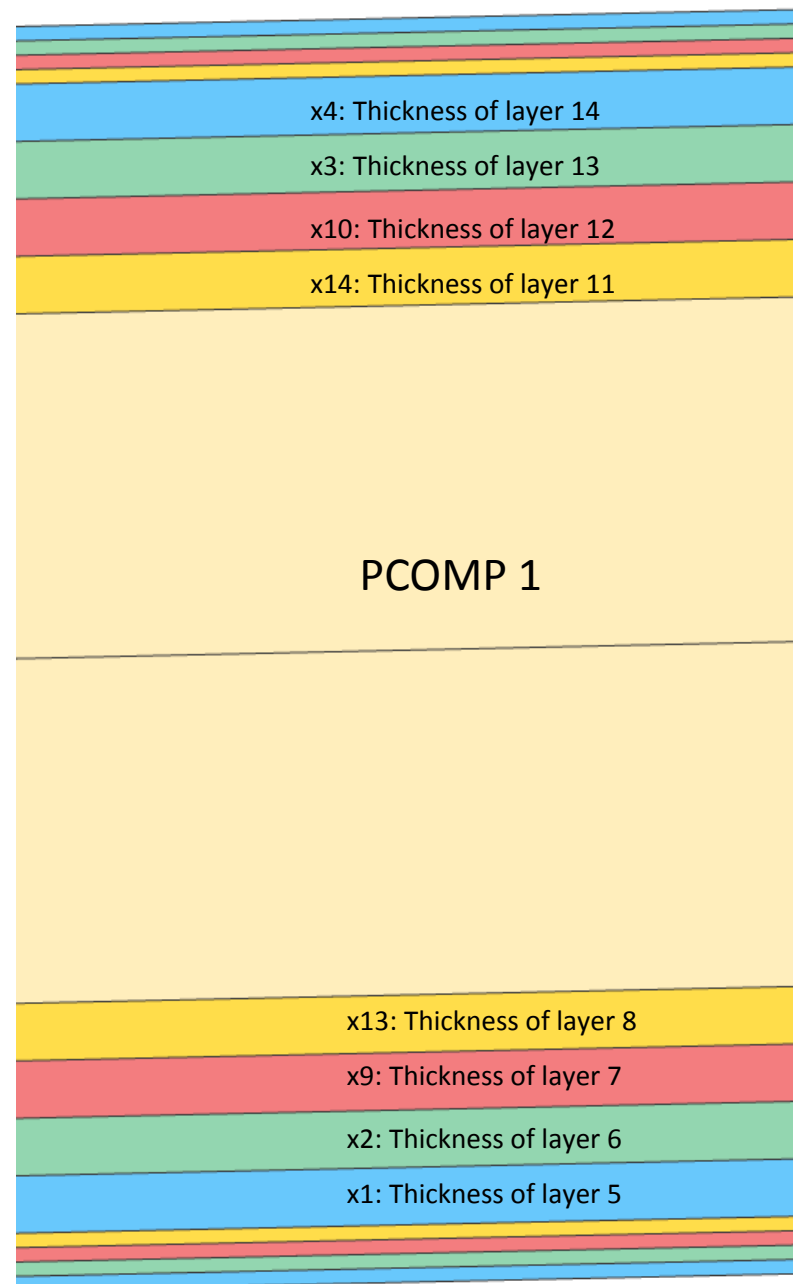 x4: Thickness of layer 14
x3: Thickness of layer 13
x10: Thickness of layer 12
x14: Thickness of layer 11
PCOMP 1
x13: Thickness of layer 8
x9: Thickness of layer 7
x2: Thickness of layer 6
x1: Thickness of layer 5